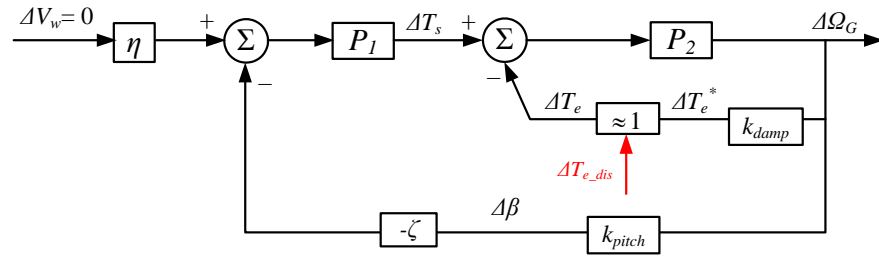 ΔV_w= 0
η
+
Σ
−
P_1
ΔT_s
+
Σ
−
P_2
ΔΩ_G
ΔT_e
≈ 1
ΔT_e^*
k_damp
ΔT_e_dis
-ζ
Δβ
k_pitch